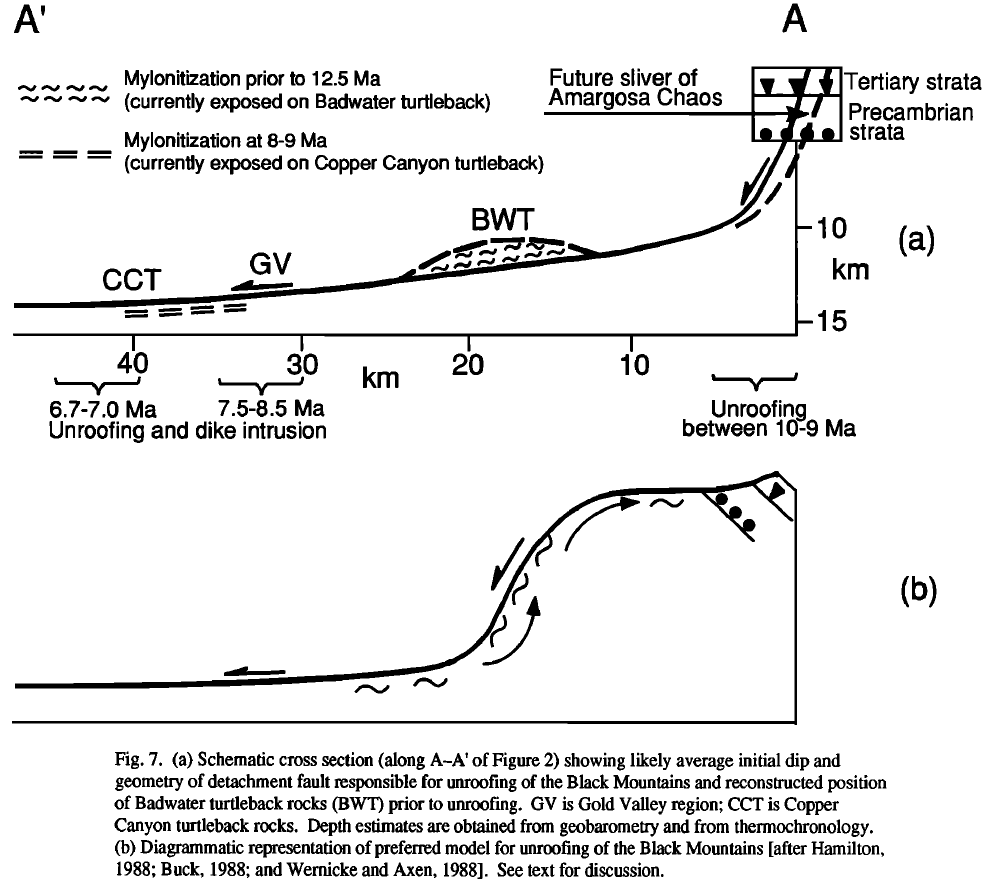 A'
A
Mylonitization prior to 12.5 Ma
(currently exposed on Badwater turtleback)
Mylonitization at 8-9 Ma
(currently exposed on Copper Canyon turtleback)
Future sliver of
Amargosa Chaos
Tertiary strata
Precambrian
strata
BWT
GV
CCT
10
km
15
(a)
40
30
km
20
10
6.7-7.0 Ma
7.5-8.5 Ma
Unroofing and dike intrusion
Unroofing
between 10-9 Ma
(b)
Fig. 7. (a) Schematic cross section (along A–A' of Figure 2) showing likely average initial dip and
geometry of detachment fault responsible for unroofing of the Black Mountains and reconstructed position
of Badwater turtleback rocks (BWT) prior to unroofing. GV is Gold Valley region; CCT is Copper
Canyon turtleback rocks. Depth estimates are obtained from geobarometry and from thermochronology.
(b) Diagrammatic representation of preferred model for unroofing of the Black Mountains [after Hamilton,
1988; Buck, 1988; and Wernicke and Axen, 1988]. See text for discussion.